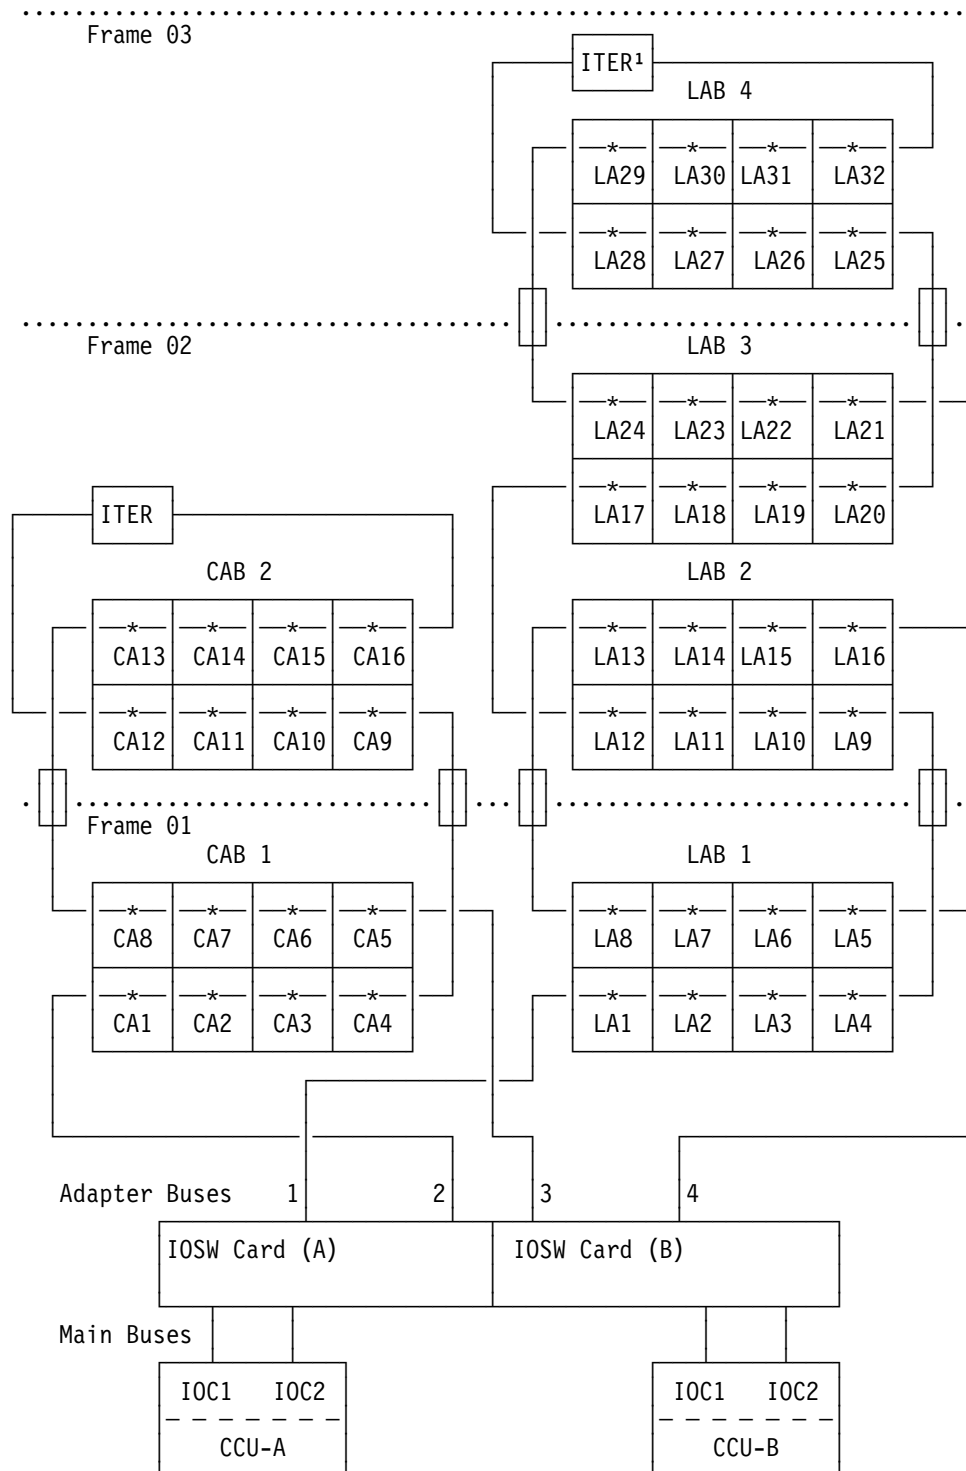 Frame 03
ITER¹
LAB 4
* * * *
LA29 LA30 LA31 LA32
* * * *
LA28 LA27 LA26 LA25
Frame 02
LAB 3
* * * *
LA24 LA23 LA22 LA21
* * * *
LA17 LA18 LA19 LA20
ITER
CAB 2 LAB 2
* * * * * * * *
CA13 CA14 CA15 CA16 LA13 LA14 LA15 LA16
* * * * * * * *
CA12 CA11 CA10 CA9 LA12 LA11 LA10 LA9
Frame 01
CAB 1 LAB 1
* * * * * * * *
CA8 CA7 CA6 CA5 LA8 LA7 LA6 LA5
* * * * * * * *
CA1 CA2 CA3 CA4 LA1 LA2 LA3 LA4
Adapter Buses 1 2 3 4
IOSW Card (A) IOSW Card (B)
Main Buses
IOC1 IOC2 IOC1 IOC2
CCU-A CCU-B